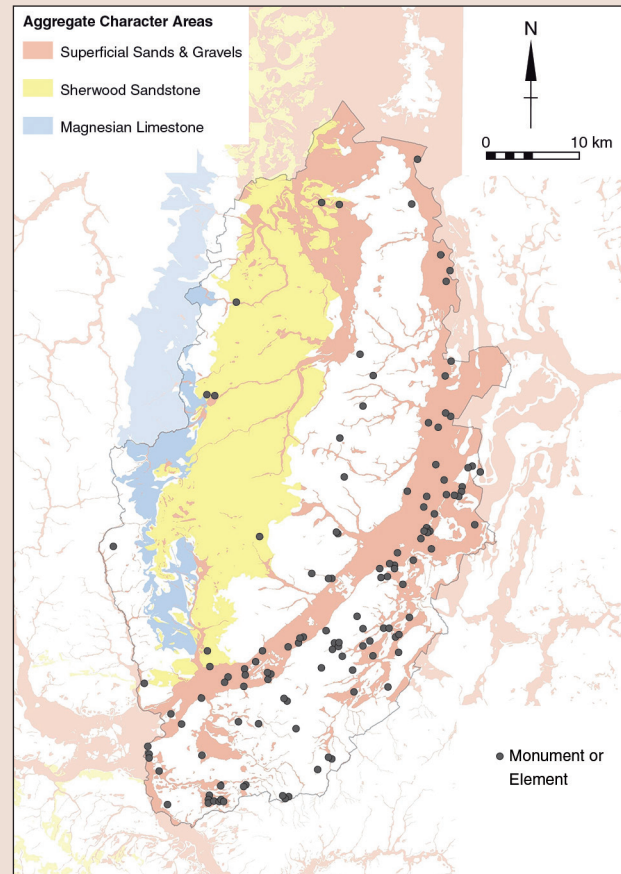 Aggregate Character Areas
Superficial Sands & Gravels
Sherwood Sandstone
Magnesian Limestone
N
0 10 km
Monument or
Element